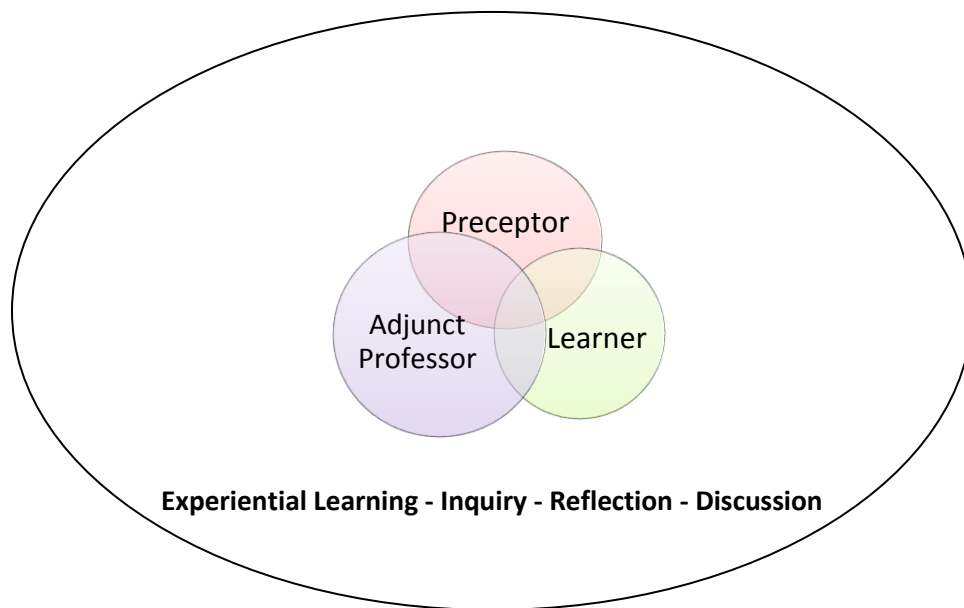 Preceptor
Adjunct
Professor
Learner
Experiential Learning - Inquiry - Reflection - Discussion